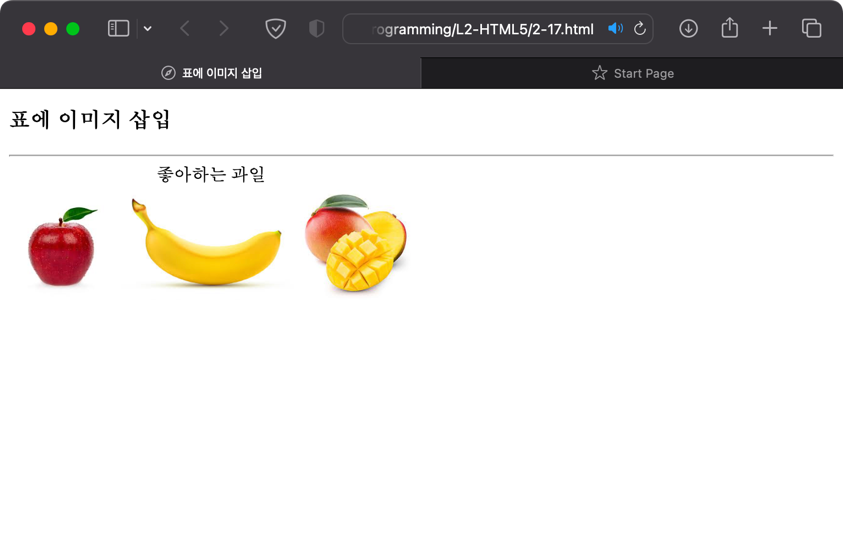 rogramming/L2-HTML5/2-17.html
표에 이미지 삽입
Start Page
표에 이미지 삽입
좋아하는 과일